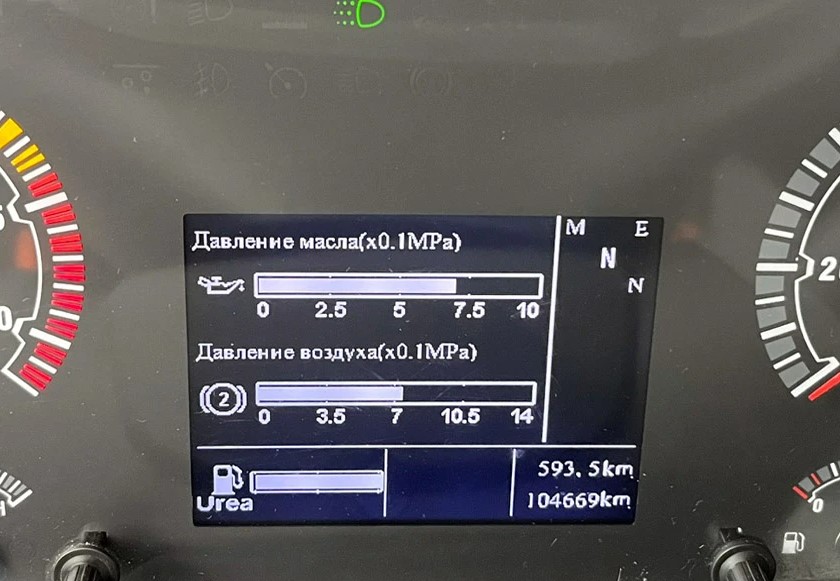 Давление масла(x0.1MPa)
M E
N
N
0 2.5 5 7.5 10
Давление воздуха(x0.1MPa)
2
0 3.5 7 10.5 14
Urea
593.5km
104669km
0